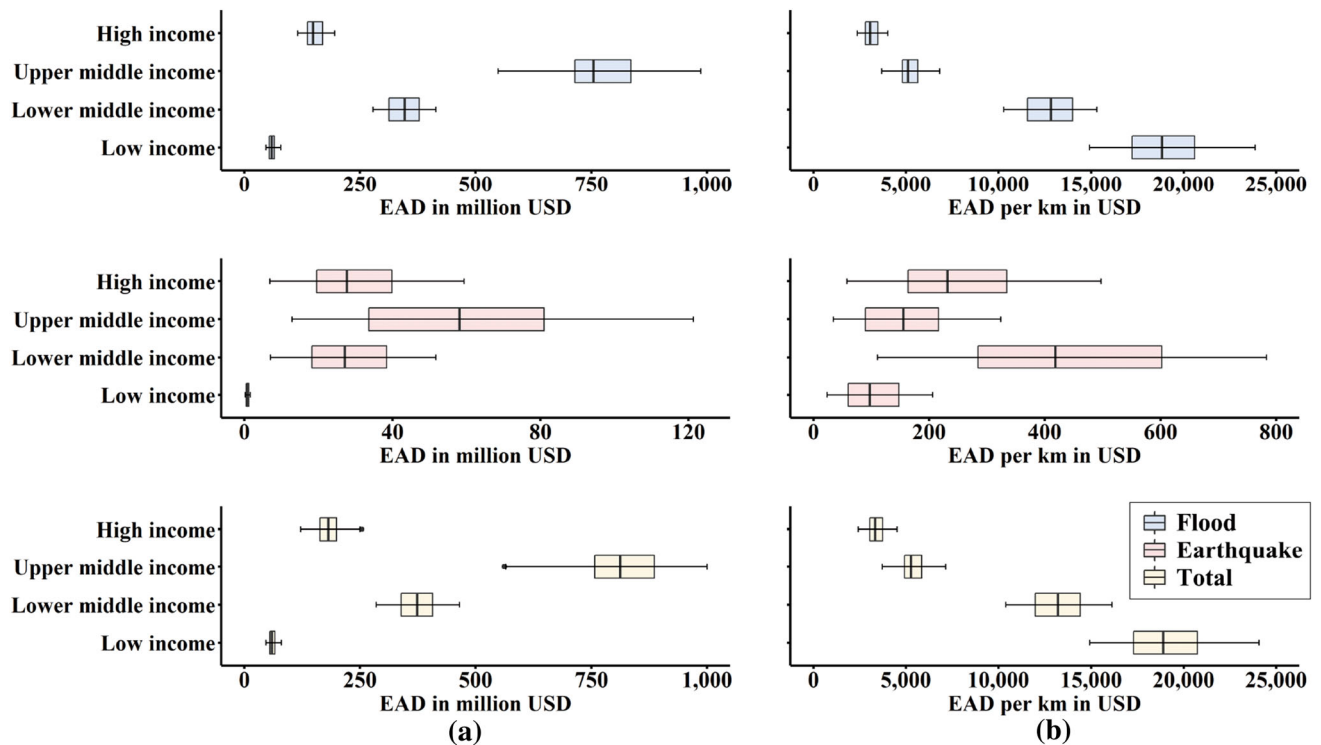 High income
Upper middle income
Lower middle income
Low income
0 250 500 750 1,000
EAD in million USD
0 5,000 10,000 15,000 20,000 25,000
EAD per km in USD
High income
Upper middle income
Lower middle income
Low income
0 40 80 120
EAD in million USD
0 200 400 600 800
EAD per km in USD
High income
Upper middle income
Lower middle income
Low income
0 250 500 750 1,000
EAD in million USD
(a)
Flood
Earthquake
Total
0 5,000 10,000 15,000 20,000 25,000
EAD per km in USD
(b)